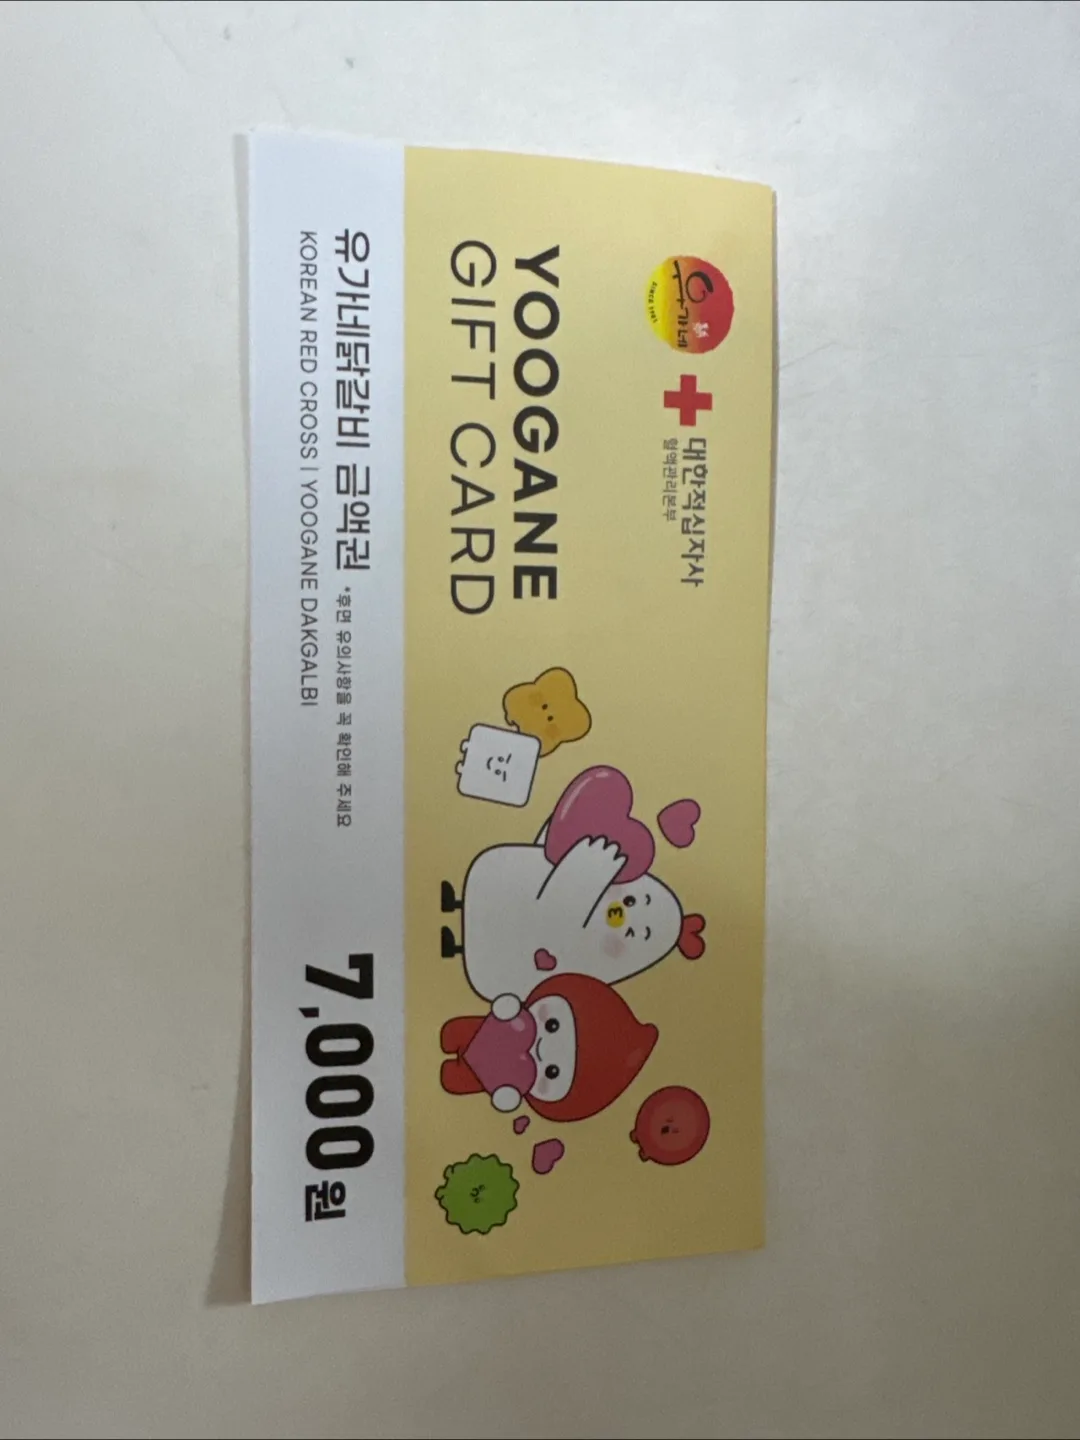 유가네
since 1981
대한적십자사
혈액관리본부
YOOGANE
GIFT CARD
유가네닭갈비 금액권 *후면 유의사항을 꼭 확인해 주세요
KOREAN RED CROSS | YOOGANE DAKGALBI
7,000원